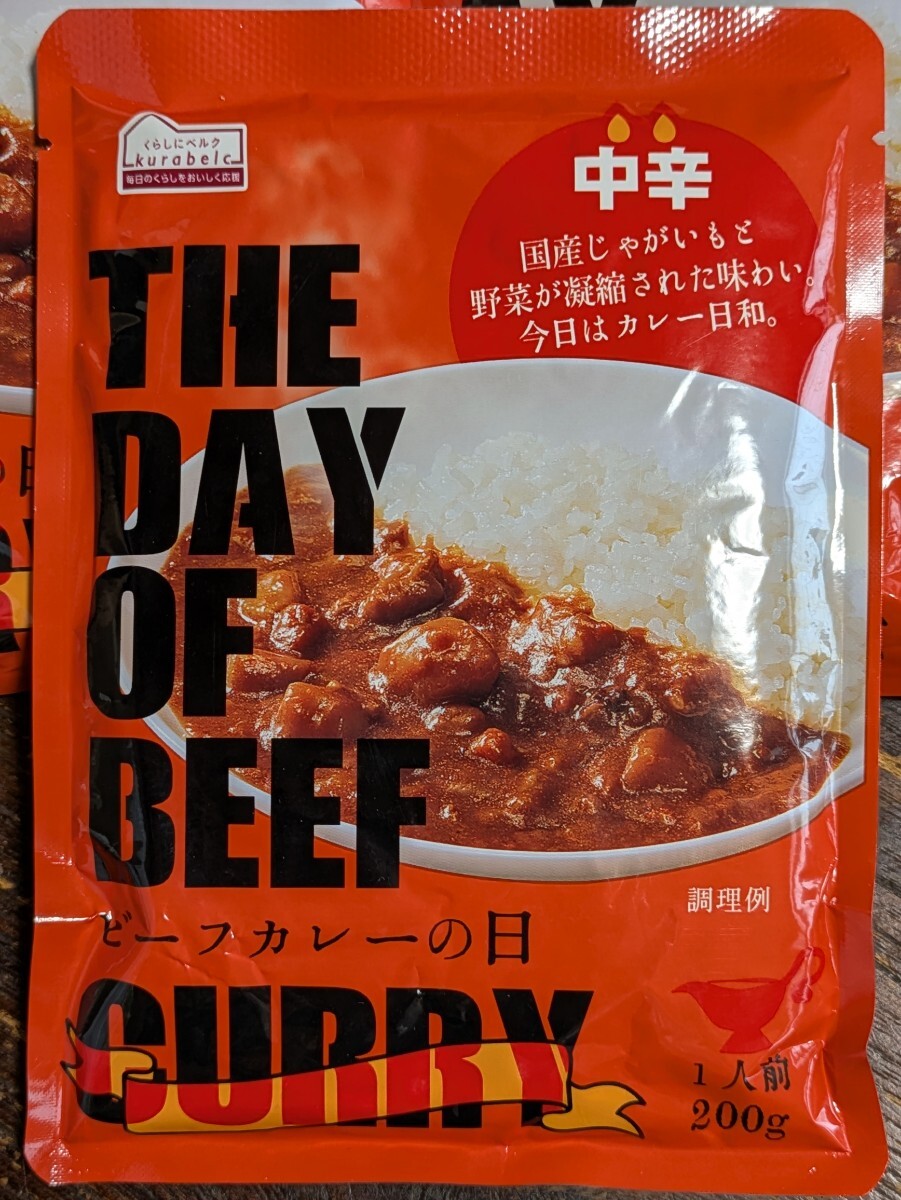 くらしにベルク
kurabelc
毎日のくらしをおいしく応援
中辛
国産じゃがいもと
野菜が凝縮された味わい。
今日はカレー日和。
THE
DAY
OF
BEEF
ビーフカレーの日
CURRY
調理例
1人前
200g